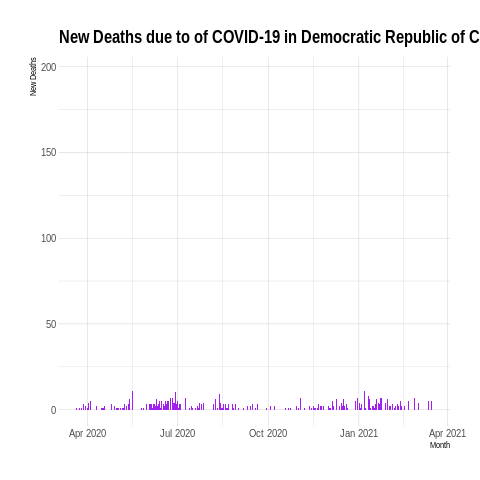 New Deaths due to of COVID-19 in Democratic Republic of C
New Deaths
200
150
100
50
0
Apr 2020 Jul 2020 Oct 2020 Jan 2021 Apr 2021
Month